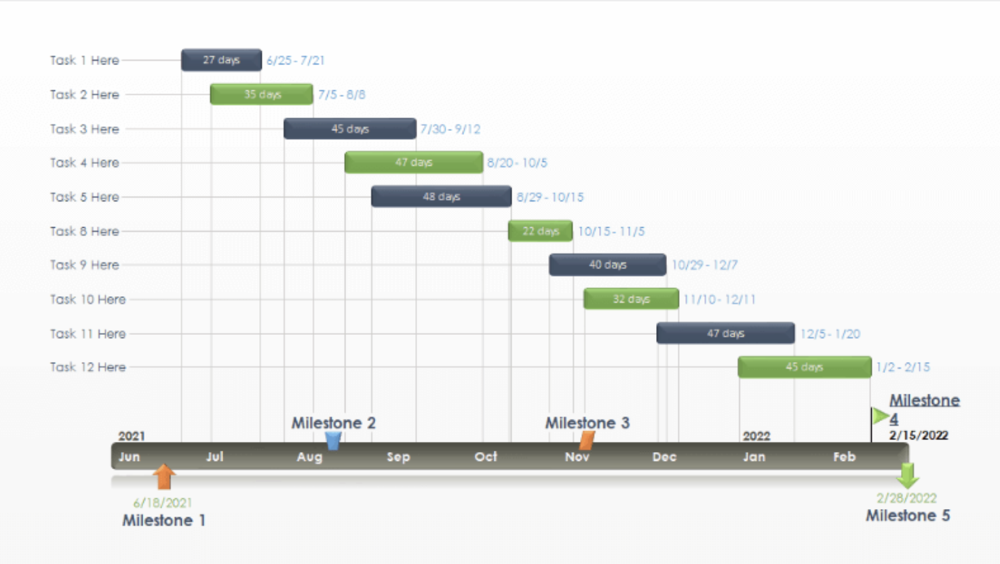 Task 1 Here 27 days 6/25 - 7/21
Task 2 Here 35 days 7/5 - 8/8
Task 3 Here 45 days 7/30 - 9/12
Task 4 Here 47 days 8/20 - 10/5
Task 5 Here 48 days 8/29 - 10/15
Task 8 Here 22 days 10/15 - 11/5
Task 9 Here 40 days 10/29 - 12/7
Task 10 Here 32 days 11/10 - 12/11
Task 11 Here 47 days 12/5 - 1/20
Task 12 Here 45 days 1/2 - 2/15
Milestone
4
2/15/2022
Milestone 2 Milestone 3
2021 2022
Jun Jul Aug Sep Oct Nov Dec Jan Feb
6/18/2021
Milestone 1
2/28/2022
Milestone 5